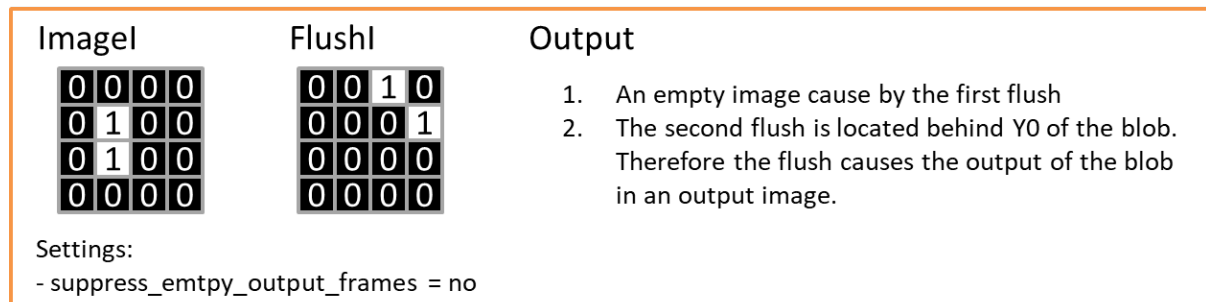 ImageI FlushI Output
0 0 0 0 0 0 1 0
0 1 0 0 0 0 0 1
0 1 0 0 0 0 0 0
0 0 0 0 0 0 0 0
1. An empty image cause by the first flush
2. The second flush is located behind Y0 of the blob.
Therefore the flush causes the output of the blob
in an output image.
Settings:
- suppress_emtpy_output_frames = no